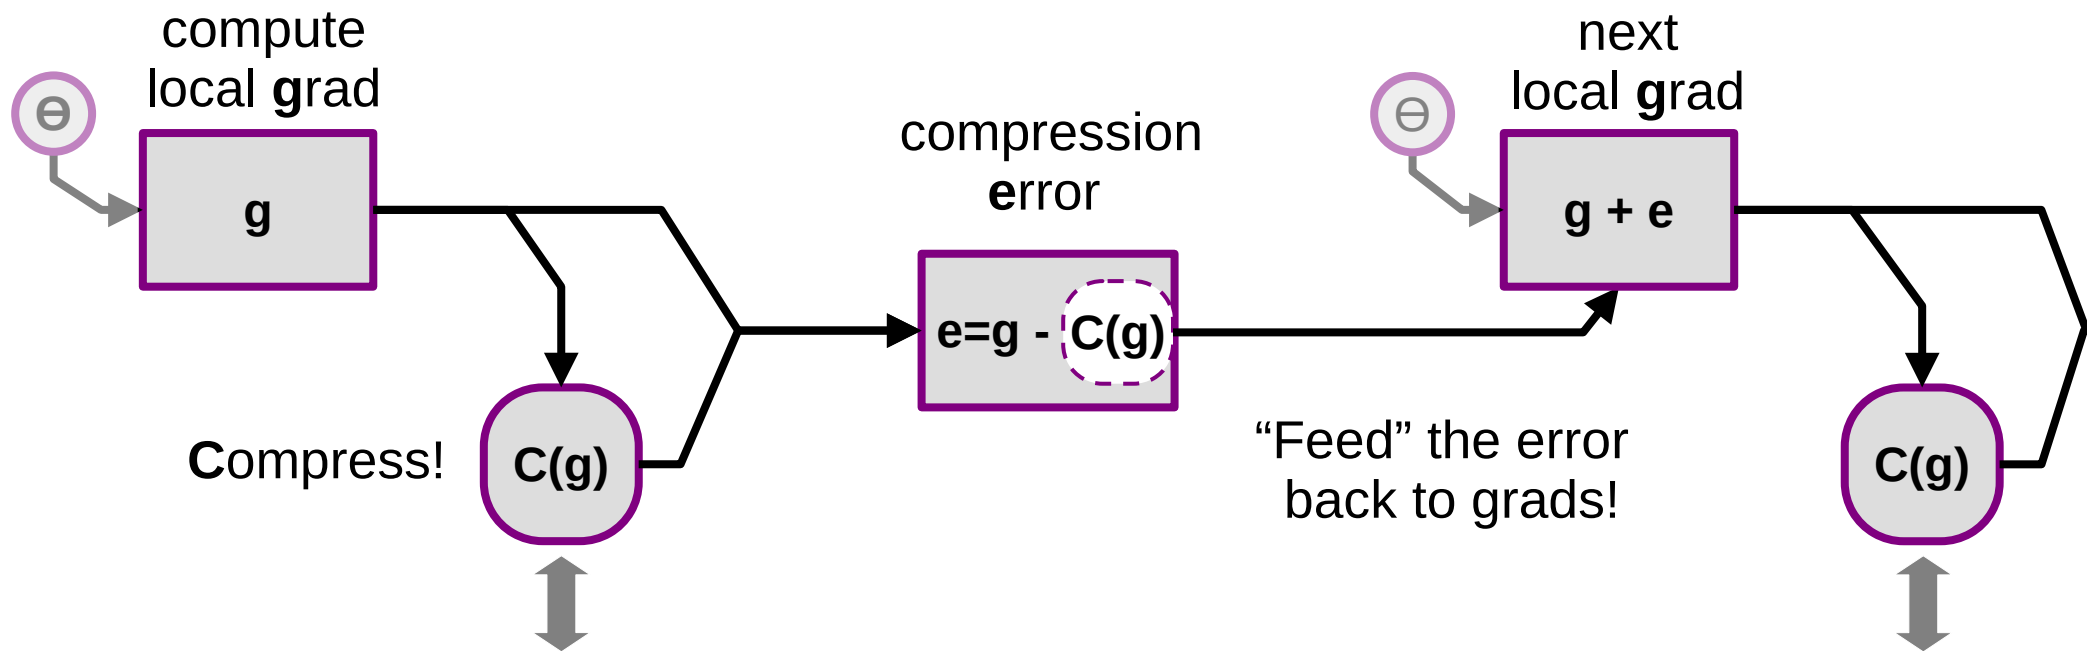 compute
local grad
ɵ
g
Compress!
C(g)
compression
error
e=g - C(g)
“Feed” the error
back to grads!
next
local grad
ɵ
g + e
C(g)